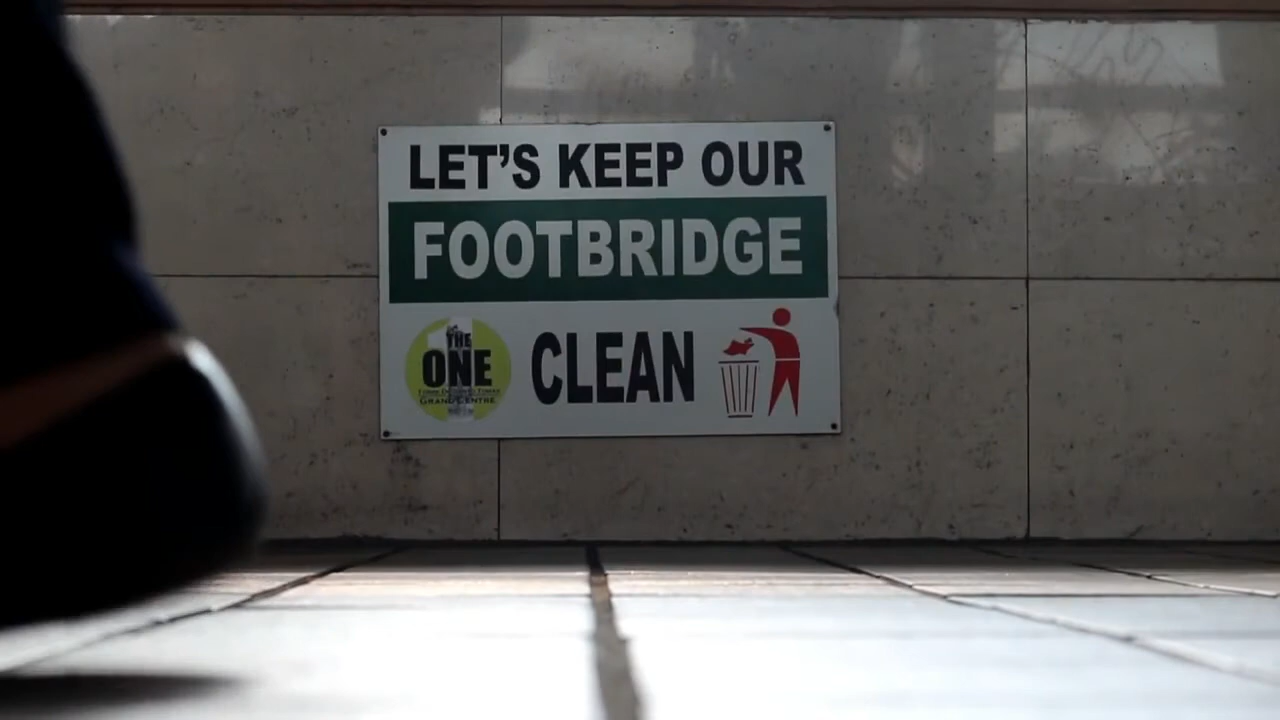 LET'S KEEP OUR
FOOTBRIDGE
THE
ONE
GRAND CENTRE
CLEAN